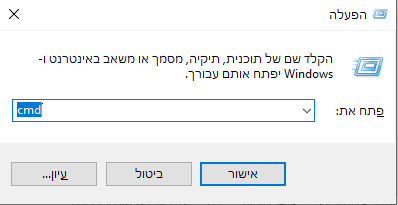 הפעלה
הקלד שם של תוכנית, תיקיה, מסמך או משאב באינטרנט ו-
Windows יפתח אותם עבורך.
פתח את:
cmd
אישור
ביטול
עיון...